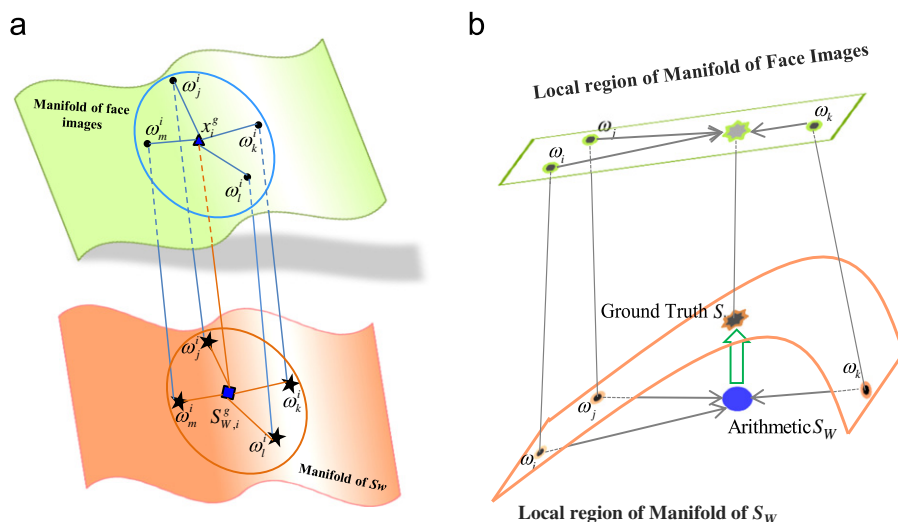 a
Manifold of face
images
ω_j^i
ω_m^i
x_i^g
ω_k^i
ω_l^i
ω_j^i
ω_m^i
S_{W,i}^g
ω_k^i
ω_l^i
Manifold of Sw
b
Local region of Manifold of Face Images
ω_i
ω_j
ω_k
Ground Truth S
ω_k
ω_j
Arithmetic S_W
ω_i
Local region of Manifold of S_W